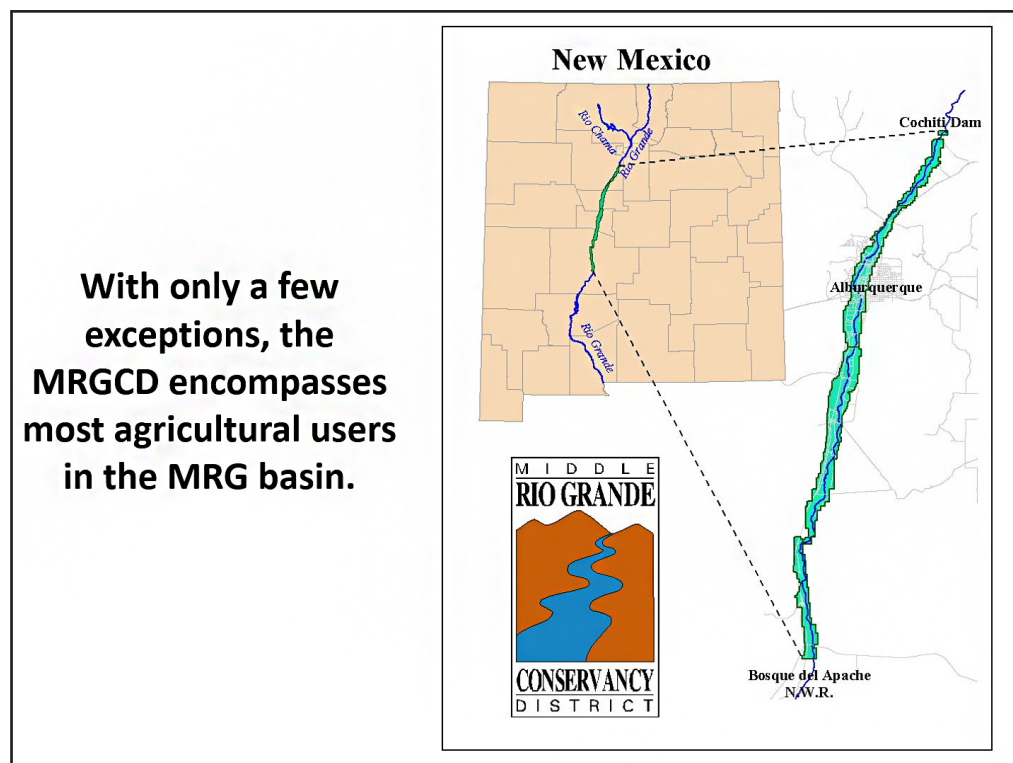 With only a few
exceptions, the
MRGCD encompasses
most agricultural users
in the MRG basin.
New Mexico
Rio Chama
Rio Grande
Rio Grande
Cochiti Dam
Alburquerque
Bosque del Apache
N.W.R.
MIDDLE
RIO GRANDE
CONSERVANCY
DISTRICT